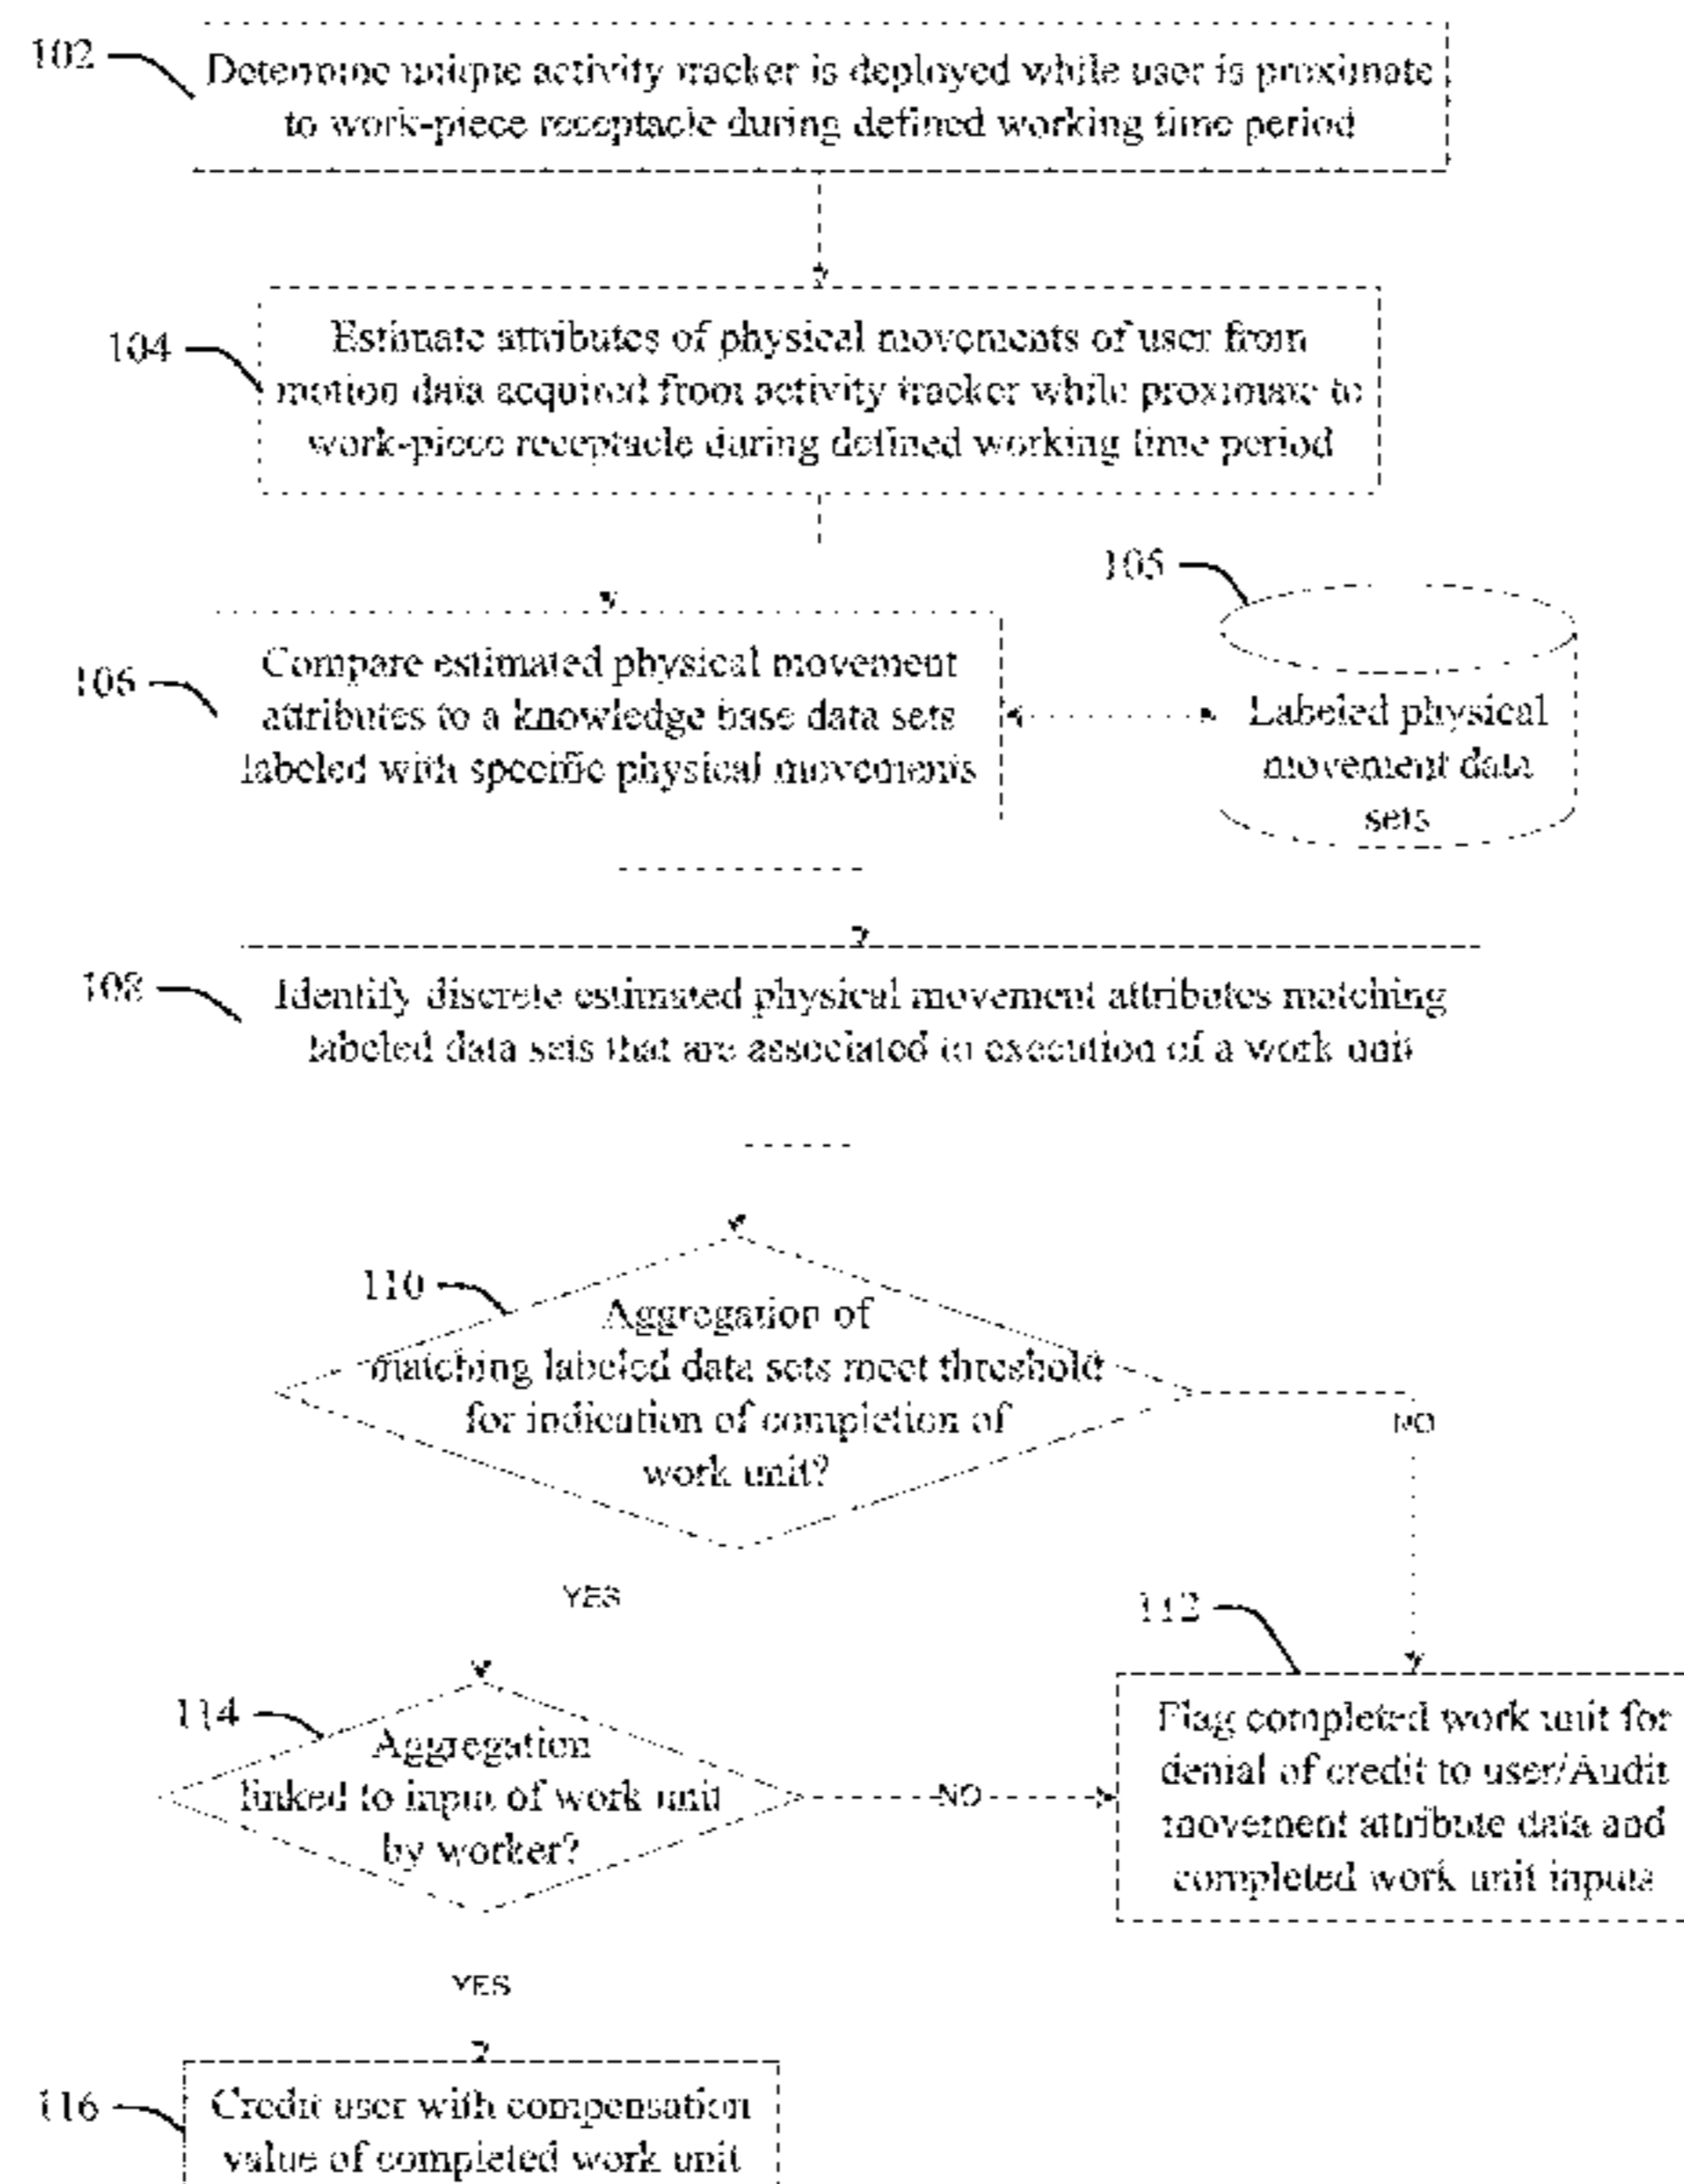 102
Determine unique activity tracker is deployed while user is proximate
to work-piece receptacle during defined working time period
104
Estimate attributes of physical movements of user from
motion data acquired from activity tracker while proximate to
work-piece receptacle during defined working time period
105
106
Compare estimated physical movement
attributes to a knowledge base data sets
labeled with specific physical movements
Labeled physical
movement data
sets
108
Identify discrete estimated physical movement attributes matching
labeled data sets that are associated to execution of a work unit
110
Aggregation of
matching labeled data sets meet threshold
for indication of completion of
work unit?
NO
YES
112
114
Aggregation
linked to input of work unit
by worker?
NO
Flag completed work unit for
denial of credit to user/Audit
movement attribute data and
completed work unit inputs
YES
116
Credit user with compensation
value of completed work unit